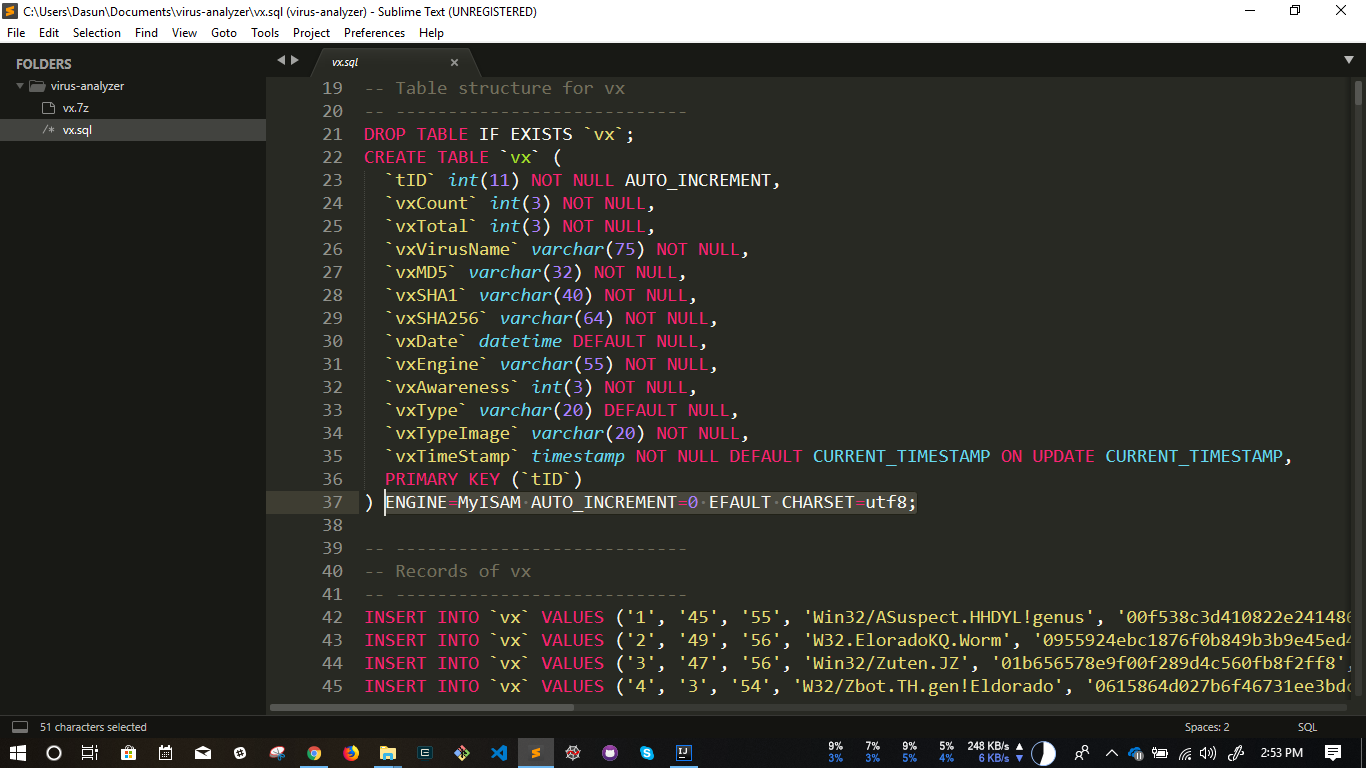 C:\Users\Dasun\Documents\virus-analyzer\vx.sql (virus-analyzer) - Sublime Text (UNREGISTERED)
File Edit Selection Find View Goto Tools Project Preferences Help
FOLDERS
virus-analyzer
vx.7z
/* vx.sql
vx.sql ×
19 -- Table structure for vx
20 -- ----------------------------
21 DROP TABLE IF EXISTS `vx`;
22 CREATE TABLE `vx` (
23 `tID` int(11) NOT NULL AUTO_INCREMENT,
24 `vxCount` int(3) NOT NULL,
25 `vxTotal` int(3) NOT NULL,
26 `vxVirusName` varchar(75) NOT NULL,
27 `vxMD5` varchar(32) NOT NULL,
28 `vxSHA1` varchar(40) NOT NULL,
29 `vxSHA256` varchar(64) NOT NULL,
30 `vxDate` datetime DEFAULT NULL,
31 `vxEngine` varchar(55) NOT NULL,
32 `vxAwareness` int(3) NOT NULL,
33 `vxType` varchar(20) DEFAULT NULL,
34 `vxTypeImage` varchar(20) NOT NULL,
35 `vxTimeStamp` timestamp NOT NULL DEFAULT CURRENT_TIMESTAMP ON UPDATE CURRENT_TIMESTAMP,
36 PRIMARY KEY (`tID`)
37 ) ENGINE=MyISAM AUTO_INCREMENT=0 EFAULT CHARSET=utf8;
38
39 -- ----------------------------
40 -- Records of vx
41 -- ----------------------------
42 INSERT INTO `vx` VALUES ('1', '45', '55', 'Win32/ASuspect.HHDYL!genus', '00f538c3d410822e241486
43 INSERT INTO `vx` VALUES ('2', '49', '56', 'W32.EloradoKQ.Worm', '0955924ebc1876f0b849b3b9e45ed4
44 INSERT INTO `vx` VALUES ('3', '47', '56', 'Win32/Zuten.JZ', '01b656578e9f00f289d4c560fb8f2ff8',
45 INSERT INTO `vx` VALUES ('4', '3', '54', 'W32/Zbot.TH.gen!Eldorado', '0615864d027b6f46731ee3bdc
51 characters selected Spaces: 2 SQL
9% 7% 9% 5% 248 KB/s
3% 3% 5% 4% 6 KB/s
2:53 PM